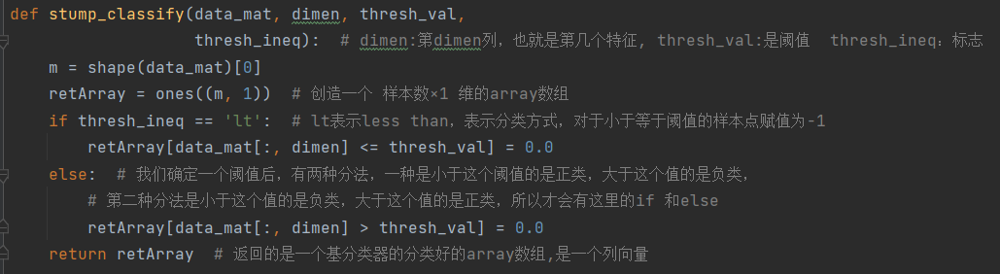 def stump_classify(data_mat, dimen, thresh_val,
                   thresh_ineq):  # dimen:第dimen列，也就是第几个特征, thresh_val:是阈值  thresh_ineq：标志
    m = shape(data_mat)[0]
    retArray = ones((m, 1))  # 创造一个 样本数×1 维的array数组
    if thresh_ineq == 'lt':  # lt表示less than，表示分类方式，对于小于等于阈值的样本点赋值为-1
        retArray[data_mat[:, dimen] <= thresh_val] = 0.0
    else:  # 我们确定一个阈值后，有两种分法，一种是小于这个阈值的是正类，大于这个值的是负类，
        # 第二种分法是小于这个值的是负类，大于这个值的是正类，所以才会有这里的if 和else
        retArray[data_mat[:, dimen] > thresh_val] = 0.0
    return retArray  # 返回的是一个基分类器的分类好的array数组,是一个列向量